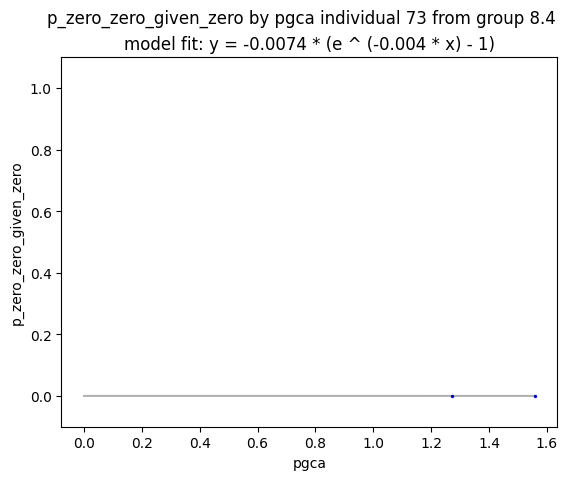 p_zero_zero_given_zero by pgca individual 73 from group 8.4
model fit: y = -0.0074 * (e ^ (-0.004 * x) - 1)
1.0
0.8
0.6
0.4
0.2
0.0
p_zero_zero_given_zero
0.0 0.2 0.4 0.6 0.8 1.0 1.2 1.4 1.6
pgca